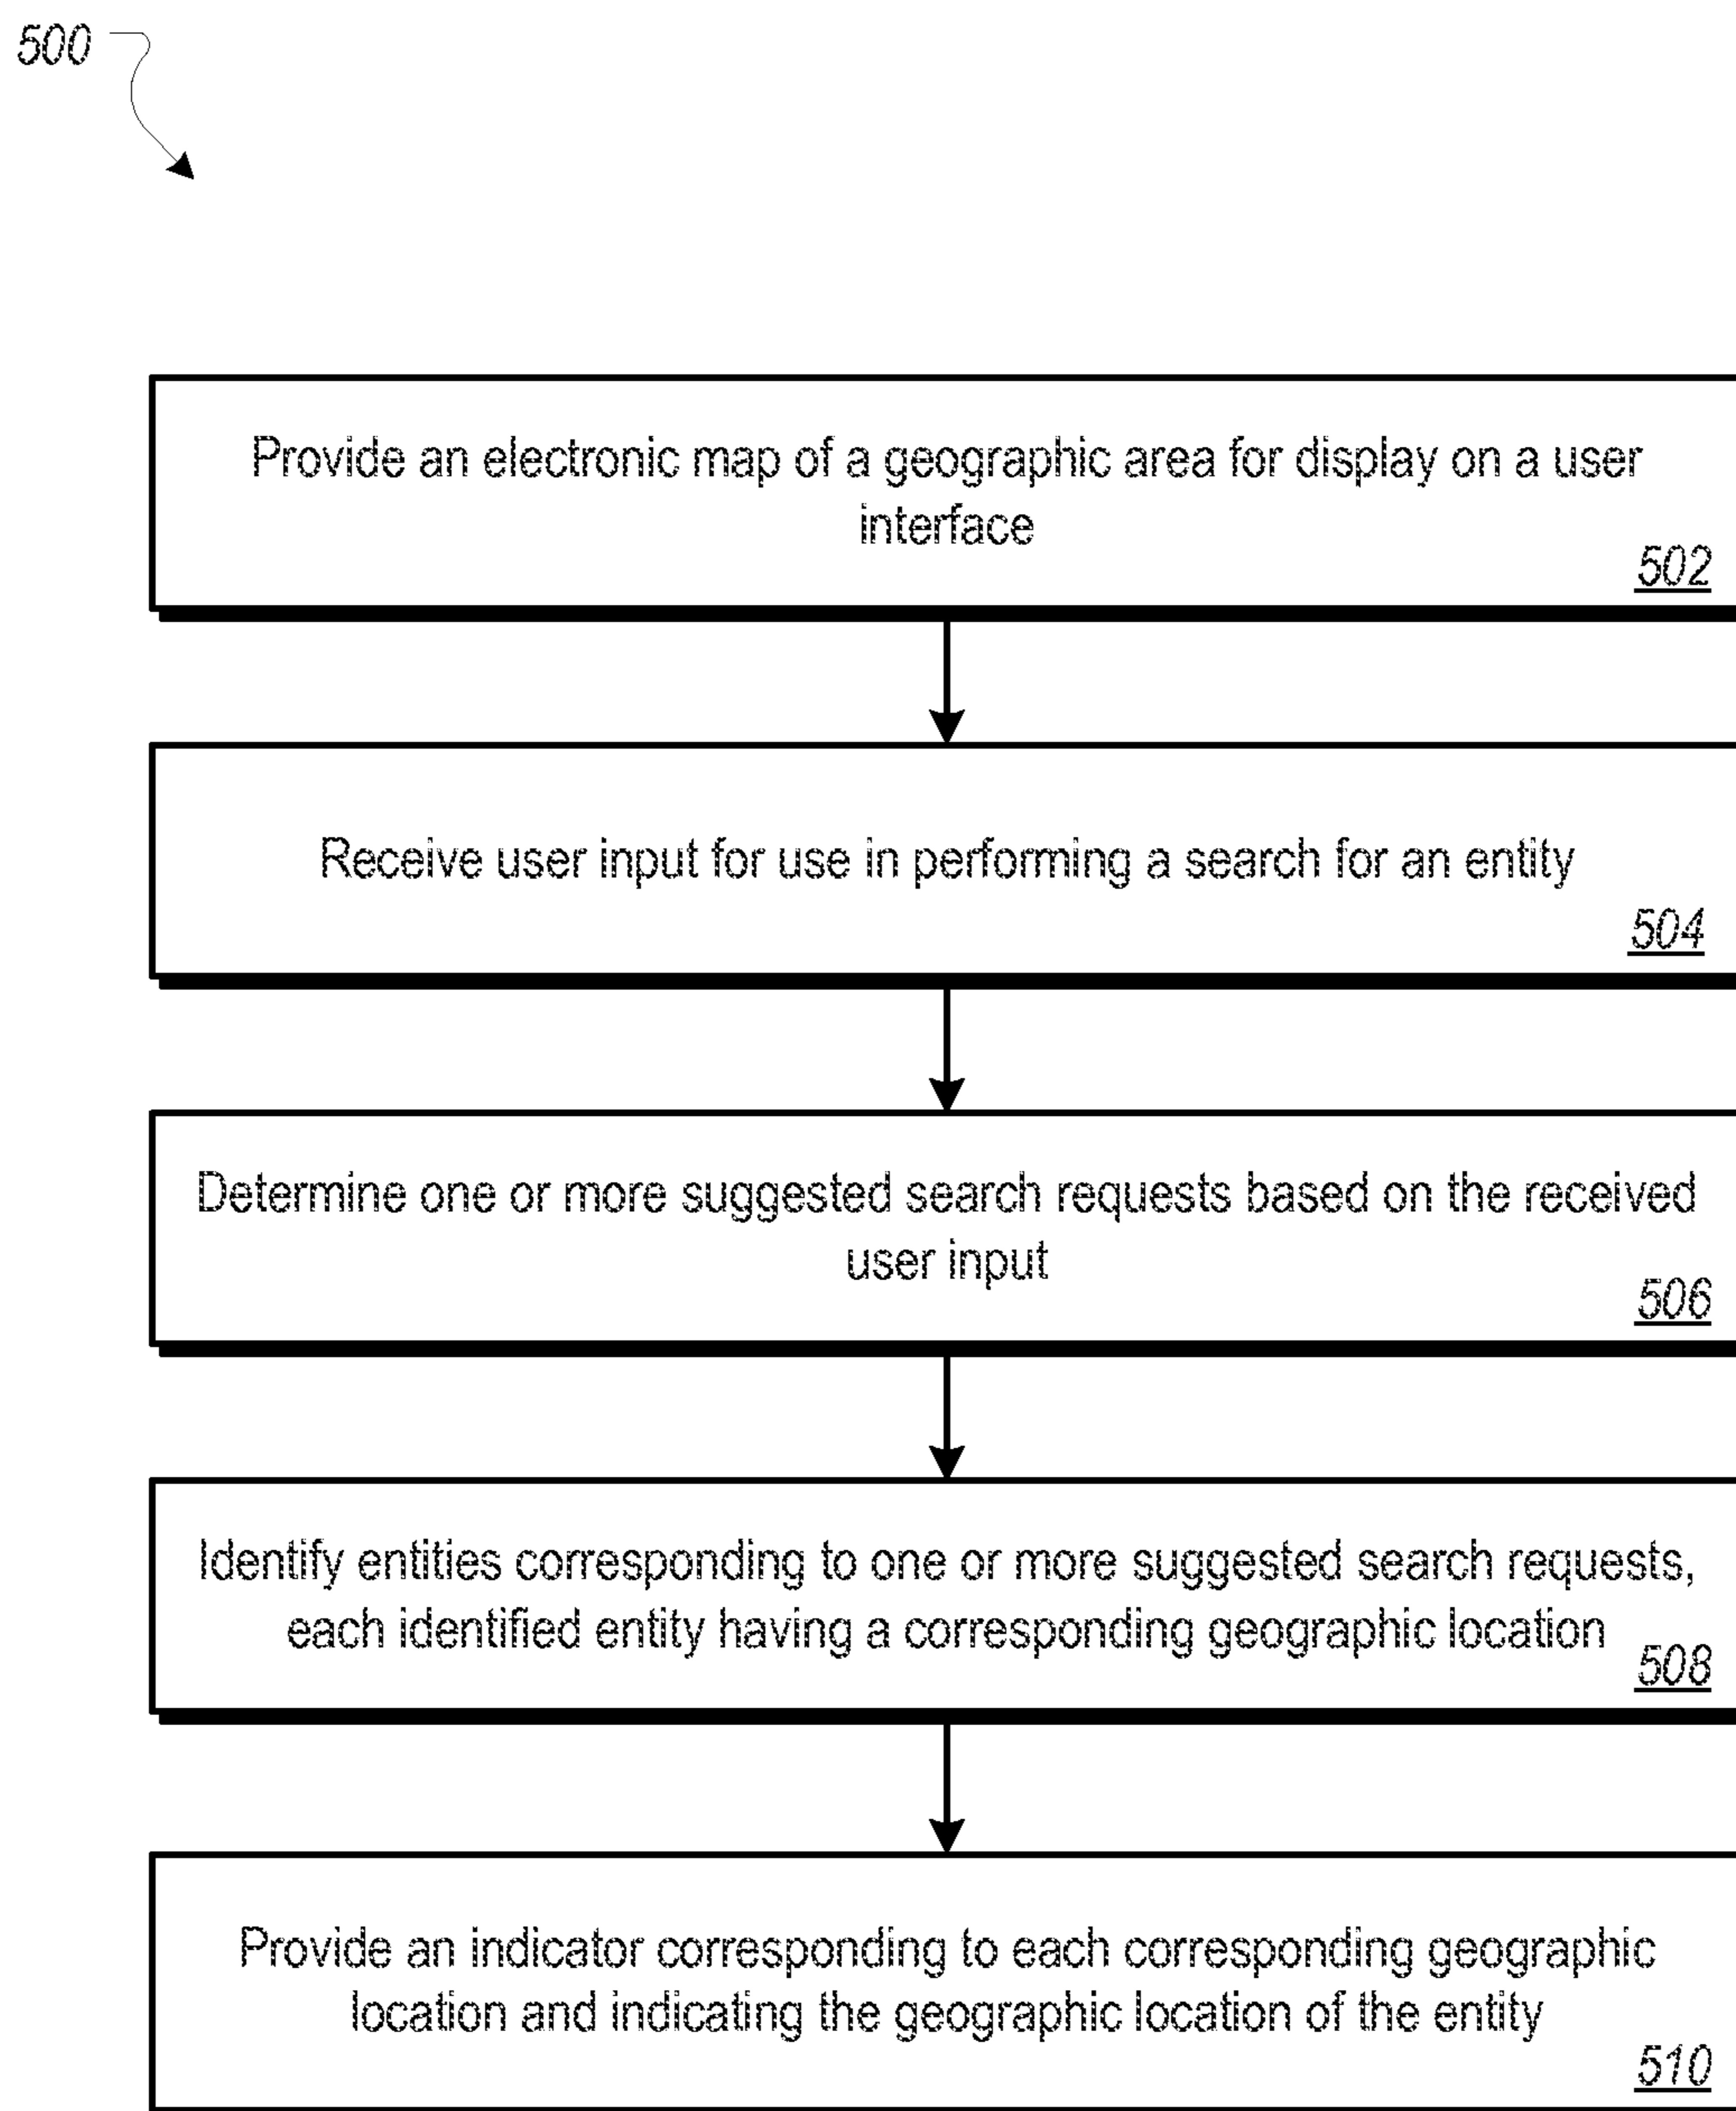 500
Provide an electronic map of a geographic area for display on a user
interface
502
Receive user input for use in performing a search for an entity
504
Determine one or more suggested search requests based on the received
user input
506
Identify entities corresponding to one or more suggested search requests,
each identified entity having a corresponding geographic location
508
Provide an indicator corresponding to each corresponding geographic
location and indicating the geographic location of the entity
510